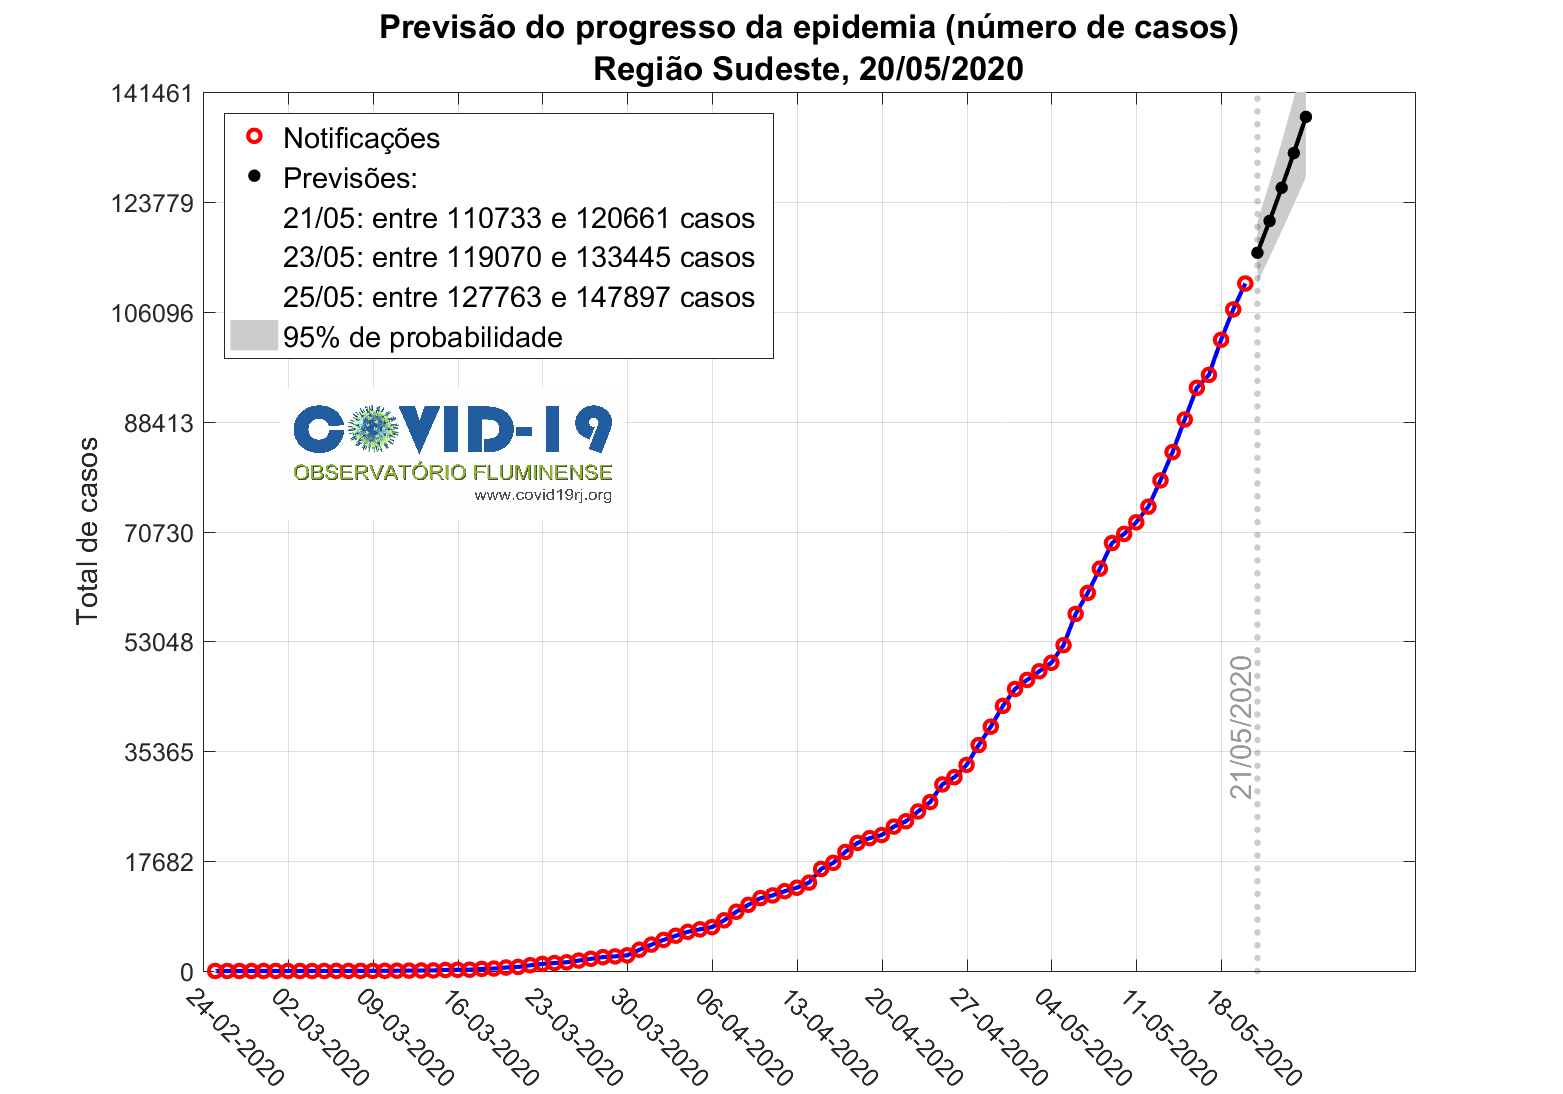 Previsão do progresso da epidemia (número de casos)
Região Sudeste, 20/05/2020
141461
123779
106096
88413
70730
53048
35365
17682
0
Total de casos
Notificações
Previsões:
21/05: entre 110733 e 120661 casos
23/05: entre 119070 e 133445 casos
25/05: entre 127763 e 147897 casos
95% de probabilidade
COVID-19
OBSERVATÓRIO FLUMINENSE
www.covid19rj.org
21/05/2020
24-02-2020
02-03-2020
09-03-2020
16-03-2020
23-03-2020
30-03-2020
06-04-2020
13-04-2020
20-04-2020
27-04-2020
04-05-2020
11-05-2020
18-05-2020